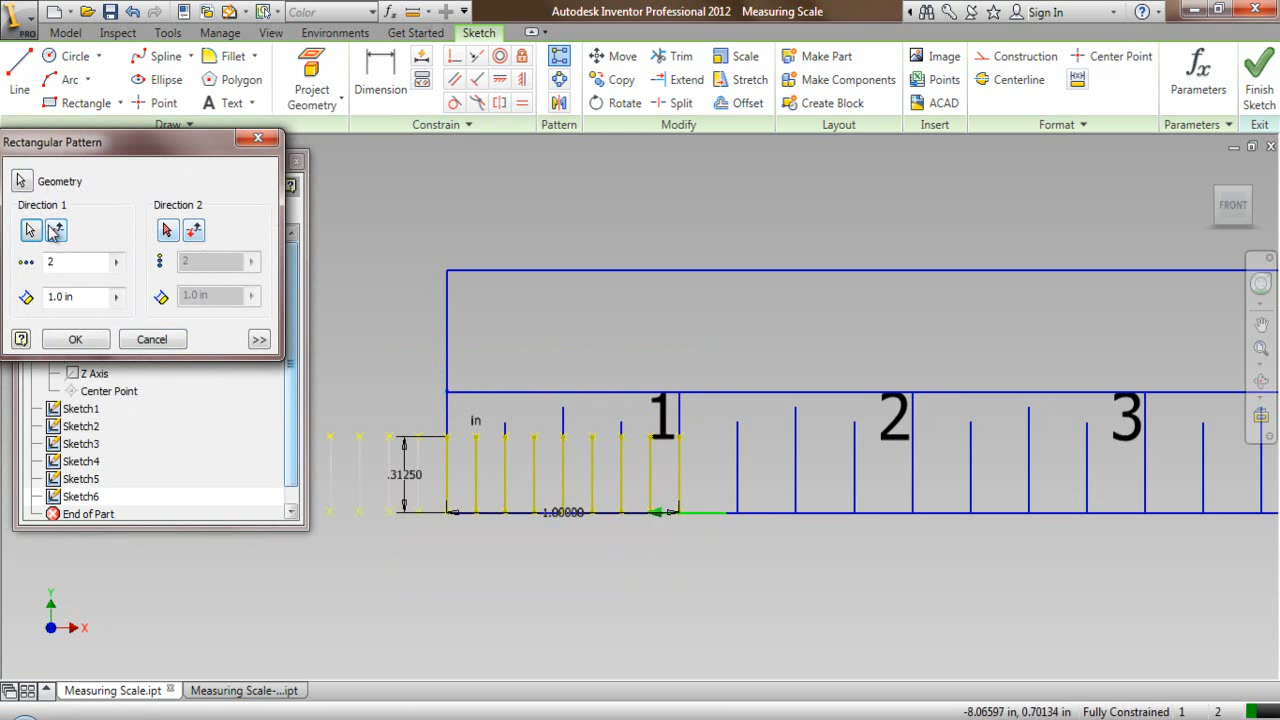 PRO
Color
Autodesk Inventor Professional 2012 Measuring Scale
Sign In
Model Inspect Tools Manage View Environments Get Started Sketch
Line
Circle
Arc
Rectangle
Spline
Ellipse
Point
Fillet
Polygon
Text
Project Geometry
Dimension
Move
Copy
Rotate
Trim
Extend
Split
Scale
Stretch
Offset
Make Part
Make Components
Create Block
Image
Points
ACAD
Construction
Centerline
Center Point
Parameters
Finish Sketch
Draw
Constrain
Pattern
Modify
Layout
Insert
Format
Parameters
Exit
Rectangular Pattern
Geometry
Direction 1
Direction 2
2
2
1.0 in
1.0 in
OK
Cancel
>>
Z Axis
Center Point
Sketch1
Sketch2
Sketch3
Sketch4
Sketch5
Sketch6
End of Part
FRONT
in
1 2 3
.31250
1.00000
Y
X
Measuring Scale.ipt
Measuring Scale-...ipt
-8.06597 in, 0.70134 in Fully Constrained 1 2